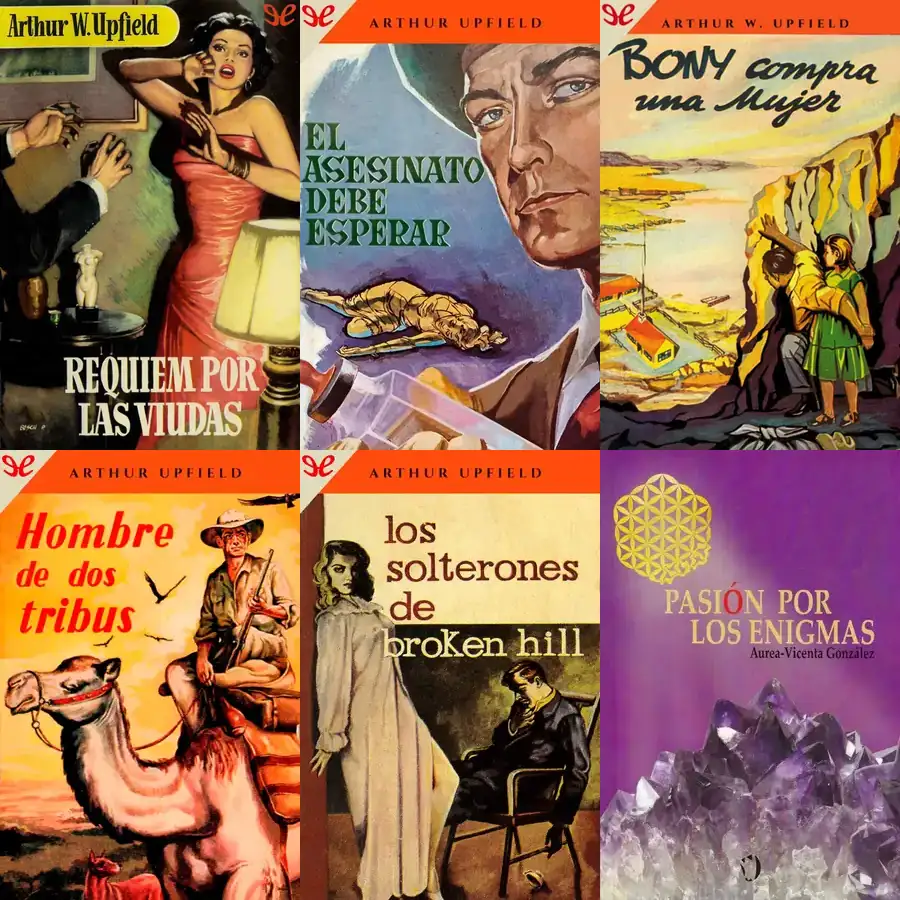 Arthur W. Upfield
REQUIEM POR
LAS VIUDAS
BOSCH P.
ARTHUR UPFIELD
EL
ASESINATO
DEBE
ESPERAR
ARTHUR W. UPFIELD
BONY compra
una Mujer
ARTHUR UPFIELD
Hombre
de dos
tribus
ARTHUR UPFIELD
los
solterones
de
broken hill
PASIÓN POR
LOS ENIGMAS
Aurea-Vicenta González